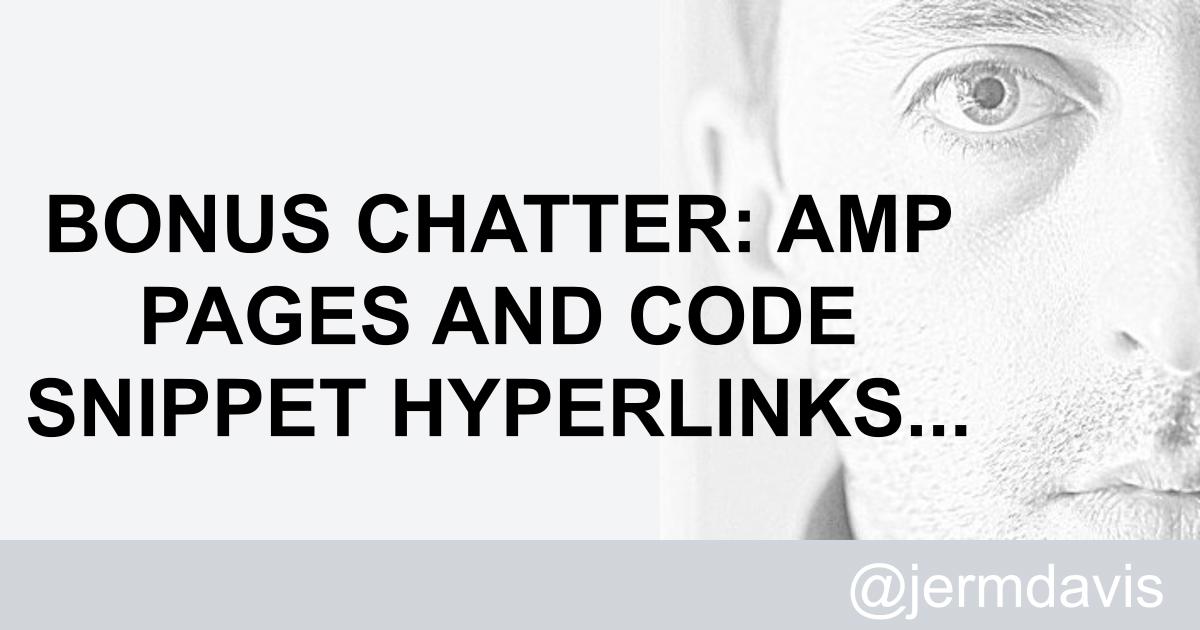 BONUS CHATTER: AMP
PAGES AND CODE
SNIPPET HYPERLINKS...
@jermdavis